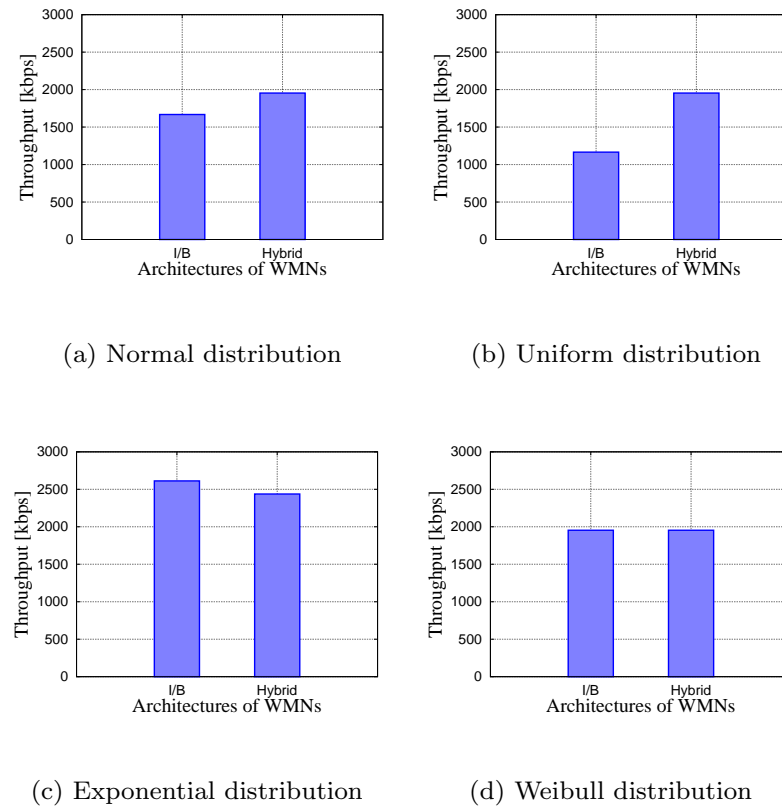 3000
2500
2000
1500
1000
500
0
Throughput [kbps]
I/B Hybrid
Architectures of WMNs
(a) Normal distribution
3000
2500
2000
1500
1000
500
0
Throughput [kbps]
I/B Hybrid
Architectures of WMNs
(b) Uniform distribution
3000
2500
2000
1500
1000
500
0
Throughput [kbps]
I/B Hybrid
Architectures of WMNs
(c) Exponential distribution
3000
2500
2000
1500
1000
500
0
Throughput [kbps]
I/B Hybrid
Architectures of WMNs
(d) Weibull distribution